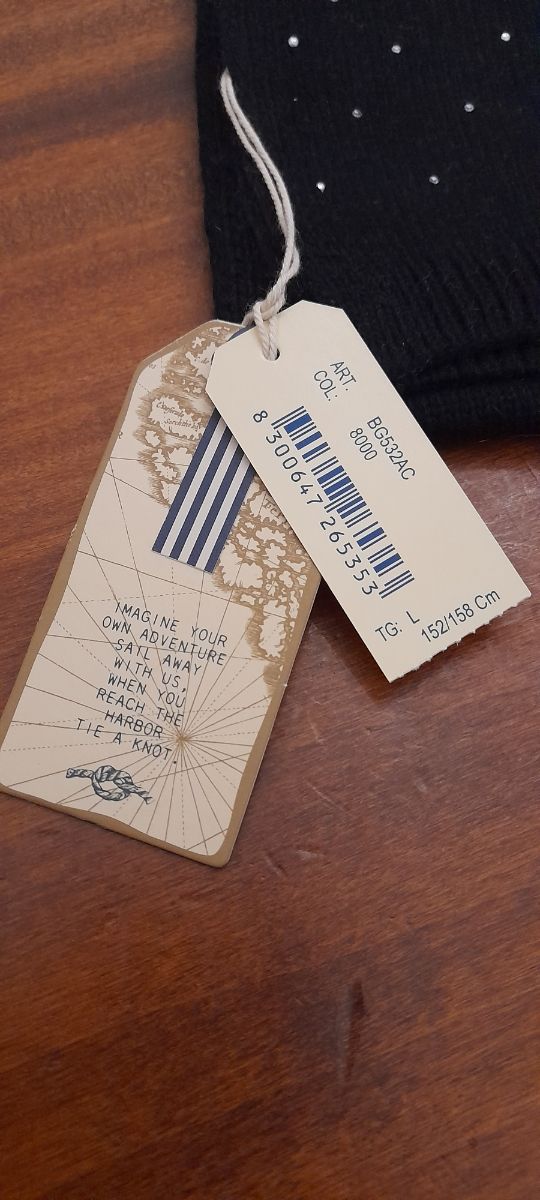 ART. BG532AC
COL: 8000
8 300647 265353
TG: L 152/158 Cm
IMAGINE YOUR
OWN ADVENTURE
SAIL AWAY
WITH US,
WHEN YOU
REACH THE
HARBOR
TIE A KNOT.